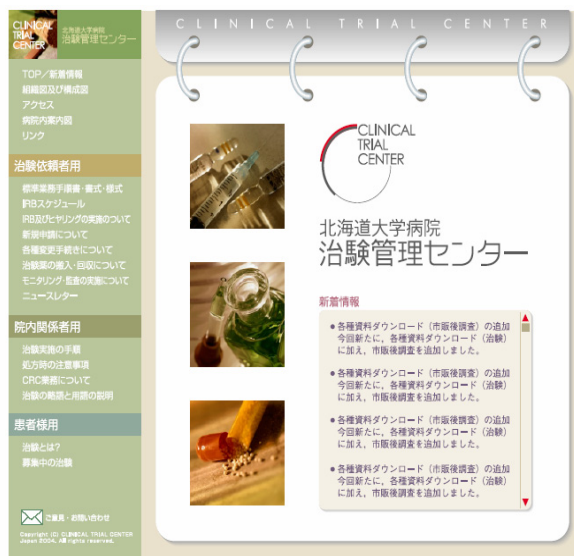 CLINICAL
TRIAL
CENTER
北海道大学病院
治験管理センター
TOP／新着情報
組織図及び構成図
アクセス
病院内案内図
リンク
治験依頼者用
標準業務手順書・書式・様式
IRBスケジュール
IRB及びヒヤリングの実施のついて
新規申請について
各種変更手続きについて
治験薬の搬入・回収について
モニタリング・監査の実施について
ニュースレター
院内関係者用
治験実施の手順
処方時の注意事項
CRC業務について
治験の略語と用語の説明
患者様用
治験とは?
募集中の治験
ご意見・お問い合わせ
Copyright (C) CLINICAL TRIAL CENTER
Japan 2004. All rights reserved.
CLINICAL TRIAL CENTER
CLINICAL
TRIAL
CENTER
北海道大学病院
治験管理センター
新着情報
●各種資料ダウンロード（市販後調査）の追加
今回新たに，各種資料ダウンロード（治験）
に加え，市販後調査を追加しました。
●各種資料ダウンロード（市販後調査）の追加
今回新たに，各種資料ダウンロード（治験）
に加え，市販後調査を追加しました。
●各種資料ダウンロード（市販後調査）の追加
今回新たに，各種資料ダウンロード（治験）
に加え，市販後調査を追加しました。
●各種資料ダウンロード（市販後調査）の追加
今回新たに，各種資料ダウンロード（治験）
に加え，市販後調査を追加しました。